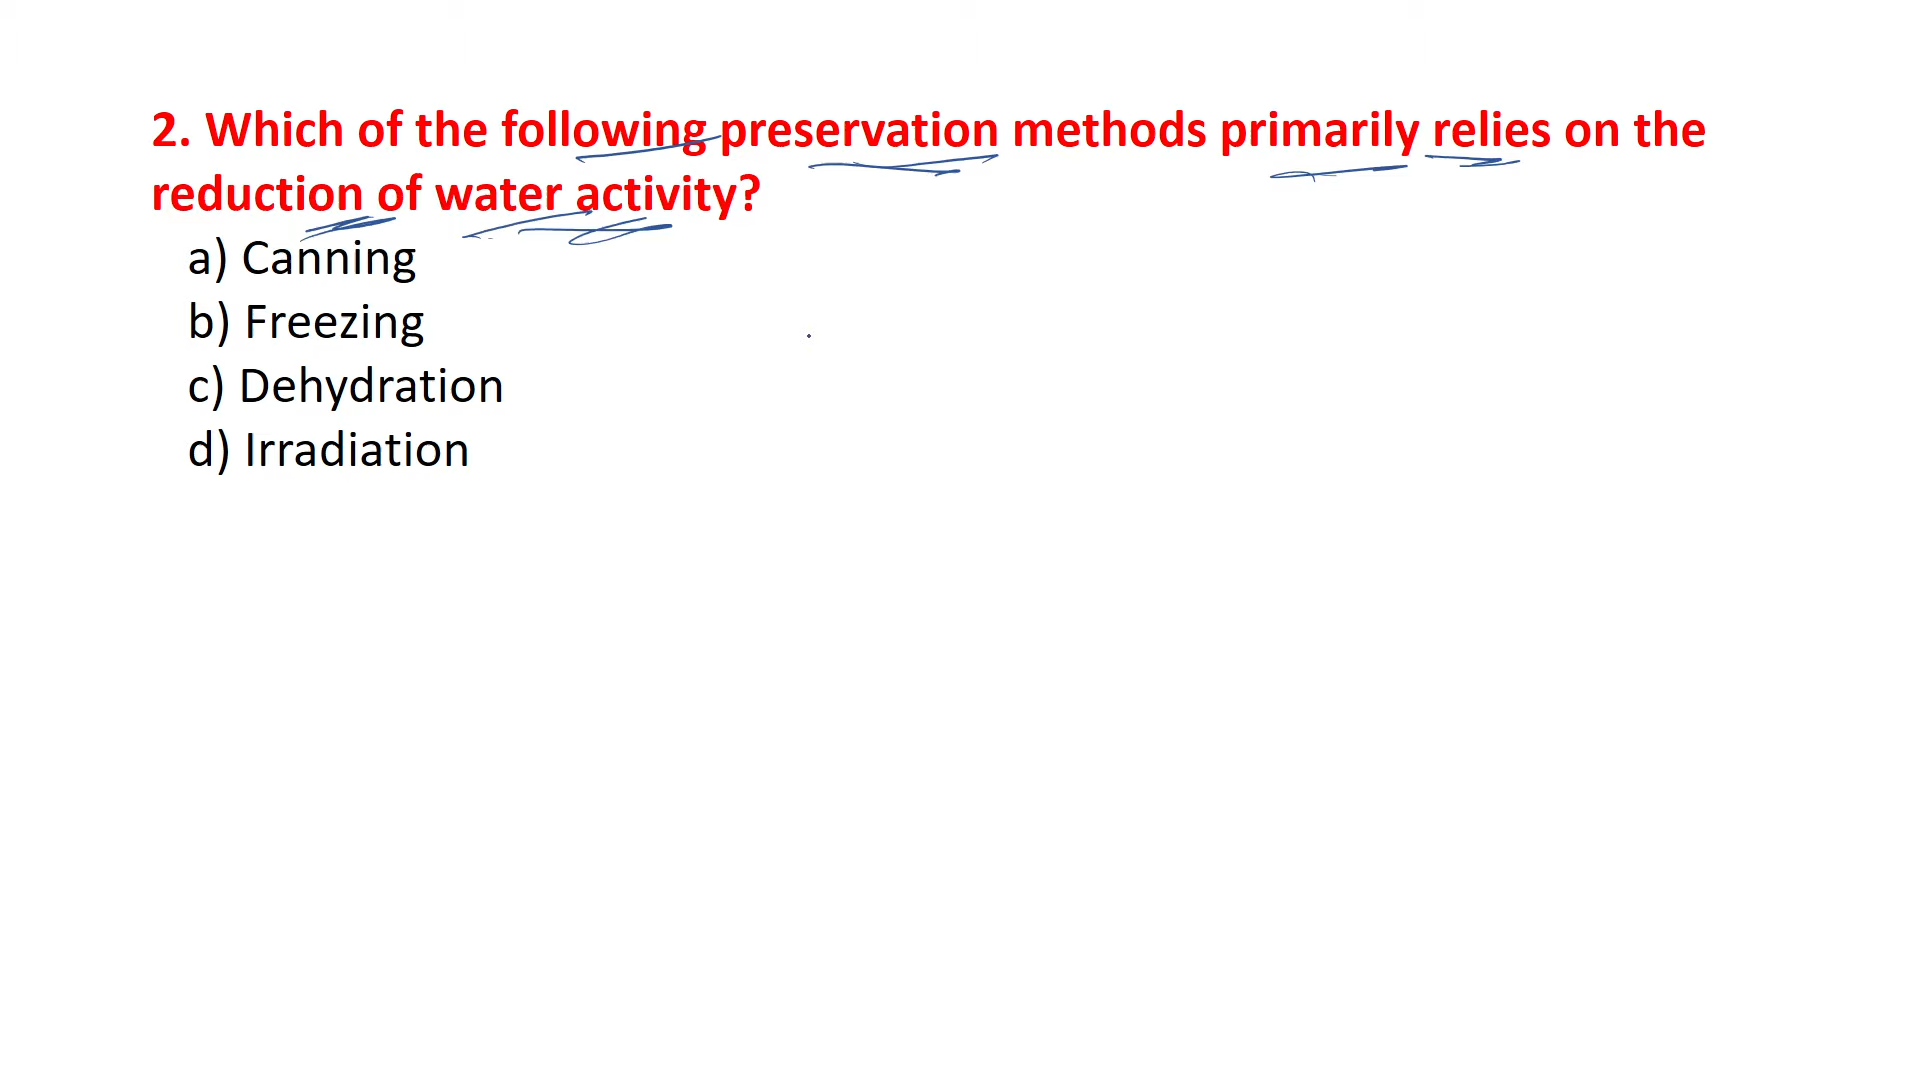 2. Which of the following preservation methods primarily relies on the
reduction of water activity?
a) Canning
b) Freezing
c) Dehydration
d) Irradiation